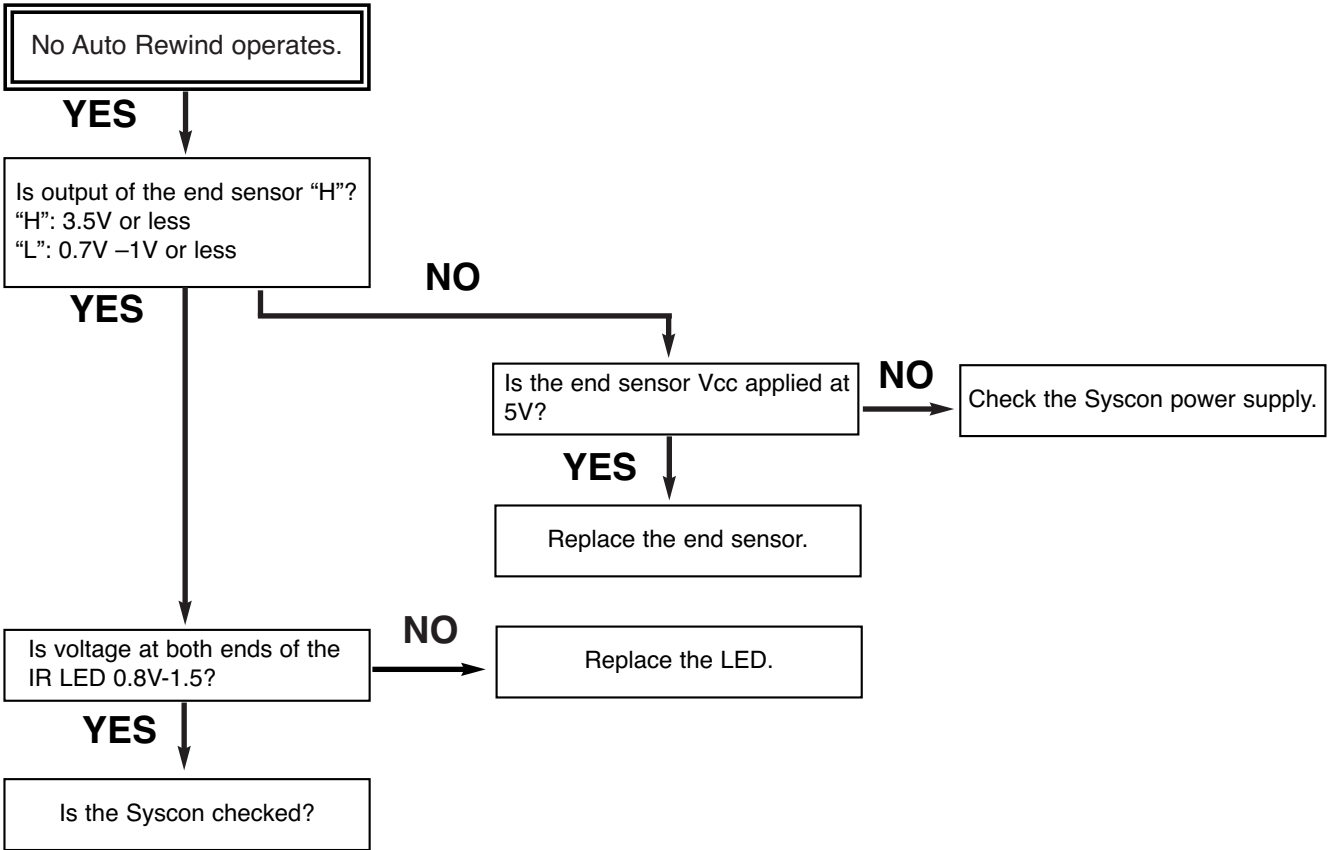 No Auto Rewind operates.
YES
Is output of the end sensor “H”?
“H”: 3.5V or less
“L”: 0.7V –1V or less
NO
YES
Is the end sensor Vcc applied at
5V?
NO
Check the Syscon power supply.
YES
Replace the end sensor.
Is voltage at both ends of the
IR LED 0.8V-1.5?
NO
Replace the LED.
YES
Is the Syscon checked?